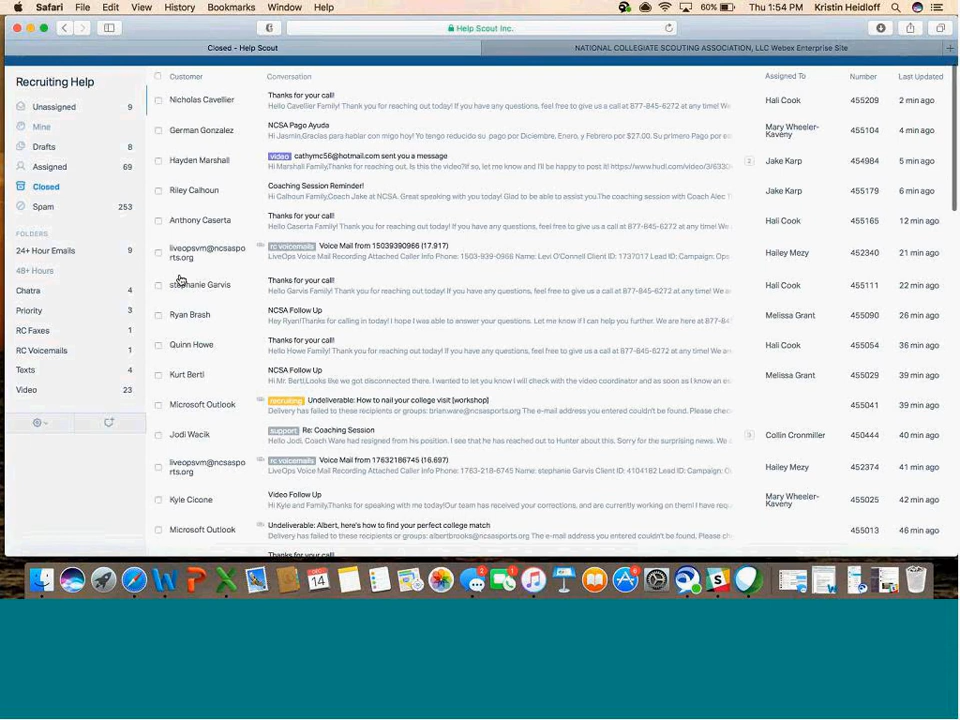 Safari File Edit View History Bookmarks Window Help 60% Thu 1:54 PM Kristin Heidloff
Help Scout Inc.
Closed – Help Scout NATIONAL COLLEGIATE SCOUTING ASSOCIATION, LLC Webex Enterprise Site
Recruiting Help
Unassigned 9
Mine
Drafts 8
Assigned 69
Closed
Spam 253
FOLDERS
24+ Hour Emails 9
48+ Hours
Chatra 4
Priority 3
RC Faxes 1
RC Voicemails 1
Texts 4
Video 23
Customer Conversation Assigned To Number Last Updated
Nicholas Cavellier Thanks for your call! Hali Cook 455209 2 min ago
Hello Cavellier Family! Thank you for reaching out today! If you have any questions, feel free to give us a call at 877-845-6272 at any time! We
German Gonzalez NCSA Pago Ayuda Mary Wheeler-Kaveny 455104 4 min ago
Hi Jasmin,Gracias para hablar con migo hoy! Yo tengo reducido su pago por Diciembre, Enero, y Febrero por $27.00. Su primero Pago por
Hayden Marshall video cathymc56@hotmail.com sent you a message 2 Jake Karp 454984 5 min ago
Hi Marshall Family,Thanks for reaching out. Is this the video?If so, let me know and I'll be happy to post it!
Riley Calhoun Coaching Session Reminder! Jake Karp 455179 6 min ago
Hi Calhoun Family,Coach Jake at NCSA. Great speaking with you today! Glad to be able to assist you.The coaching session with Coach Alec
Anthony Caserta Thanks for your call! Hali Cook 455165 12 min ago
Hello Caserta Family! Thank you for reaching out today! If you have any questions, feel free to give us a call at 877-845-6272 at any time! We are
liveopsvm@ncsaspo
rts.org rc voicemails Voice Mail from 15039390966 (17.917) Hailey Mezy 452340 21 min ago
LiveOps Voice Mail Recording Attached Caller Info Phone: 1503-939-0966 Name: Levi O'Connell Client ID: 1737017 Lead ID: Campaign: Ops
stephanie Garvis Thanks for your call! Hali Cook 455111 22 min ago
Hello Garvis Family! Thank you for reaching out today! If you have any questions, feel free to give us a call at 877-845-6272 at any time! We are
Ryan Brash NCSA Follow Up Melissa Grant 455090 26 min ago
Hey Ryan!Thanks for calling in today! I hope I was able to answer your questions. Let me know if I can help you further. We are here at
Quinn Howe Thanks for your call! Hali Cook 455054 36 min ago
Hello Howe Family! Thank you for reaching out today! If you have any questions, feel free to give us a call at 877-845-6272 at any time! We are
Kurt Berti NCSA Follow Up Melissa Grant 455029 39 min ago
Hi Mr. Berti,Looks like we got disconnected there. I wanted to let you know I will check with the video coordinator and as soon as I know an
Microsoft Outlook recruiting Undeliverable: How to nail your college visit [workshop] 455041 39 min ago
Delivery has failed to these recipients or groups: brian.ware@ncsasports.org The e-mail address you entered couldn't be found. Please
Jodi Wacik support Re: Coaching Session 3 Collin Cronmiller 450444 40 min ago
Hello Jodi, Coach Ware had resigned from his position. I see that he has reached out to Hunter about this. Sorry for the surprising news. We
liveopsvm@ncsaspo
rts.org rc voicemails Voice Mail from 17632186745 (16.697) Hailey Mezy 452374 41 min ago
LiveOps Voice Mail Recording Attached Caller Info Phone: 1763-218-6745 Name: stephanie Garvis Client ID: 4104182 Lead ID: Campaign:
Kyle Cicone Video Follow Up Mary Wheeler-Kaveny 455025 42 min ago
Hi Kyle and Family,Thanks for speaking with me today!Our team has received your corrections, and are currently working on them! I have
Microsoft Outlook Undeliverable: Albert, here's how to find your perfect college match 455013 46 min ago
Delivery has failed to these recipients or groups: albertbrooks@ncsasports.org The e-mail address you entered couldn't be found. Please
Thanks for your call!
DEC
14